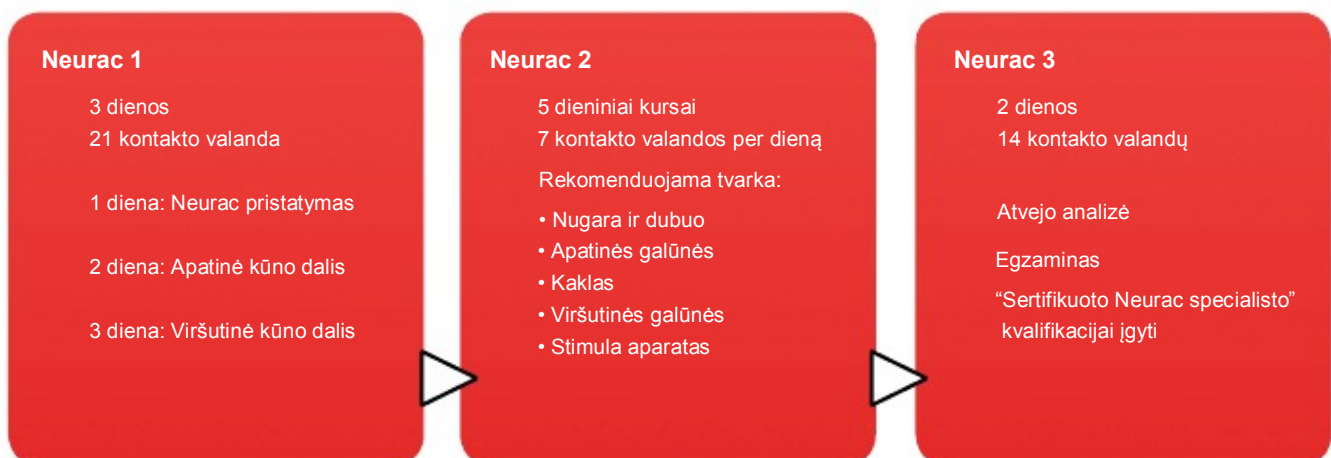 Neurac 1
3 dienos
21 kontakto valanda
1 diena: Neurac pristatymas
2 diena: Apatinė kūno dalis
3 diena: Viršutinė kūno dalis
Neurac 2
5 dieniniai kursai
7 kontakto valandos per dieną
Rekomenduojama tvarka:
• Nugara ir dubuo
• Apatinės galūnės
• Kaklas
• Viršutinės galūnės
• Stimula aparatas
Neurac 3
2 dienos
14 kontakto valandų
Atvejo analizė
Egzaminas
“Sertifikuoto Neurac specialisto”
kvalifikacijai įgyti